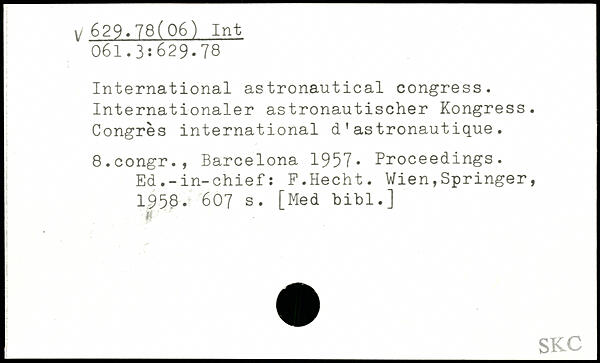 V 629.78(06) Int
061.3:629.78
International astronautical congress.
Internationaler astronautischer Kongress.
Congrès international d'astronautique.
8.congr., Barcelona 1957. Proceedings.
Ed.-in-chief: F.Hecht. Wien,Springer,
1958. 607 s. [Med bibl.]
SKC